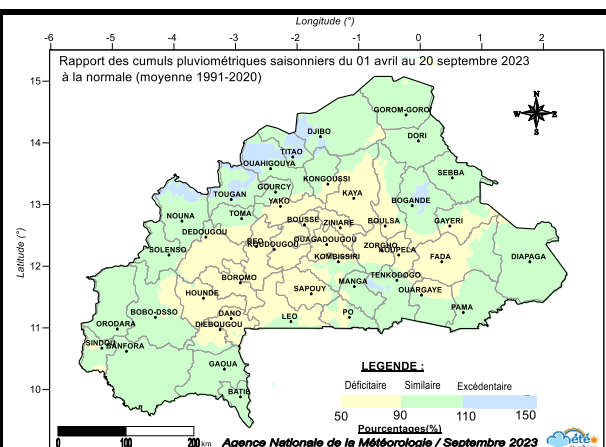 Longitude (°)
-6 -5 -4 -3 -2 -1 0 1 2
Rapport des cumuls pluviométriques saisonniers du 01 avril au 20 septembre 2023
à la normale (moyenne 1991-2020)
Latitude (°)
15
14
13
12
11
10
GOROM-GOROM
DJIBO
DORI
TITAO
OUAHIGOUYA
SEBBA
KONGOUSSI
GOURCY
TOUGAN
KAYA
YAKO
BOGANDE
TOMA
NOUNA
BOUSSE ZINIARE
BOULSA
GAYERI
DEDOUGOU
REO
KOUDOUGOU
OUAGADOUGOU
ZORGHO
KOUPELA
SOLENSO
KOMBISSIRI
FADA
DIAPAGA
BOROMO
TENKODOGO
MANGA
HOUNDE
SAPOUY
OUARGAYE
BOBO-DSSO
DANO
LEO
PO
PAMA
ORODARA
DIEBOUGOU
SINDOU
BANFORA
GAOUA
BATIE
N
W E
S
LEGENDE :
Déficitaire Similaire Excédentaire
50 90 110 150
Pourcentages(%)
0 100 200 km
Agence Nationale de la Météorologie / Septembre 2023
météo